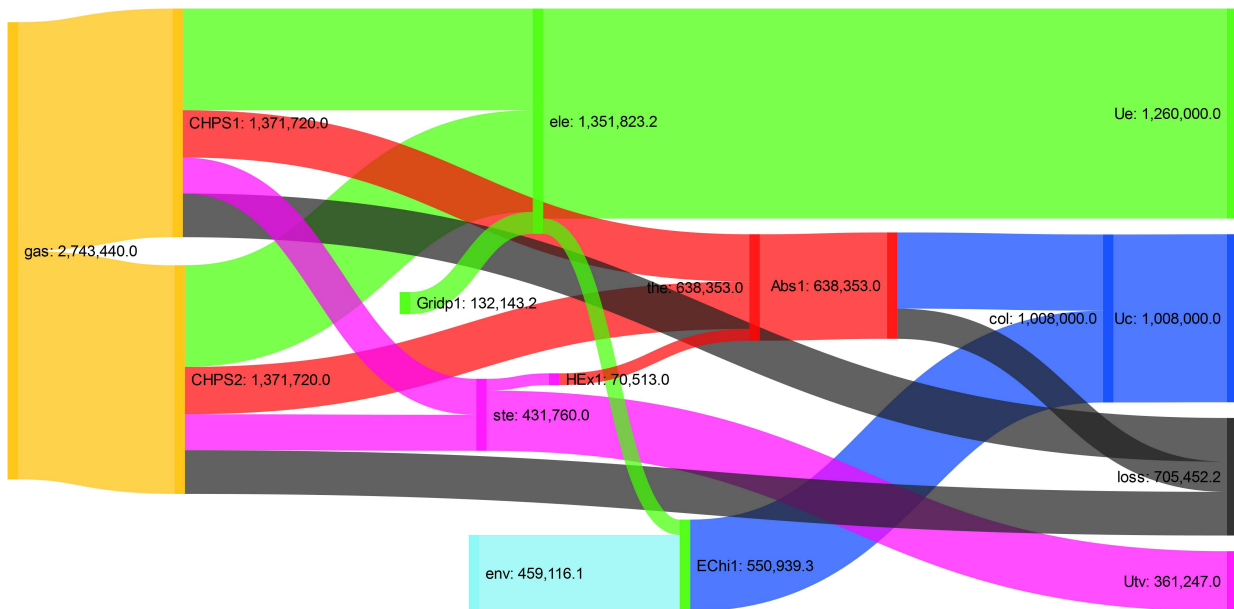 CHPS1: 1,371,720.0
ele: 1,351,823.2
Ue: 1,260,000.0
gas: 2,743,440.0
Gridp1: 132,143.2
the: 638,353.0
Abs1: 638,353.0
col: 1,008,000.0
Uc: 1,008,000.0
CHPS2: 1,371,720.0
HEx1: 70,513.0
ste: 431,760.0
loss: 705,452.2
env: 459,116.1
EChi1: 550,939.3
Utv: 361,247.0